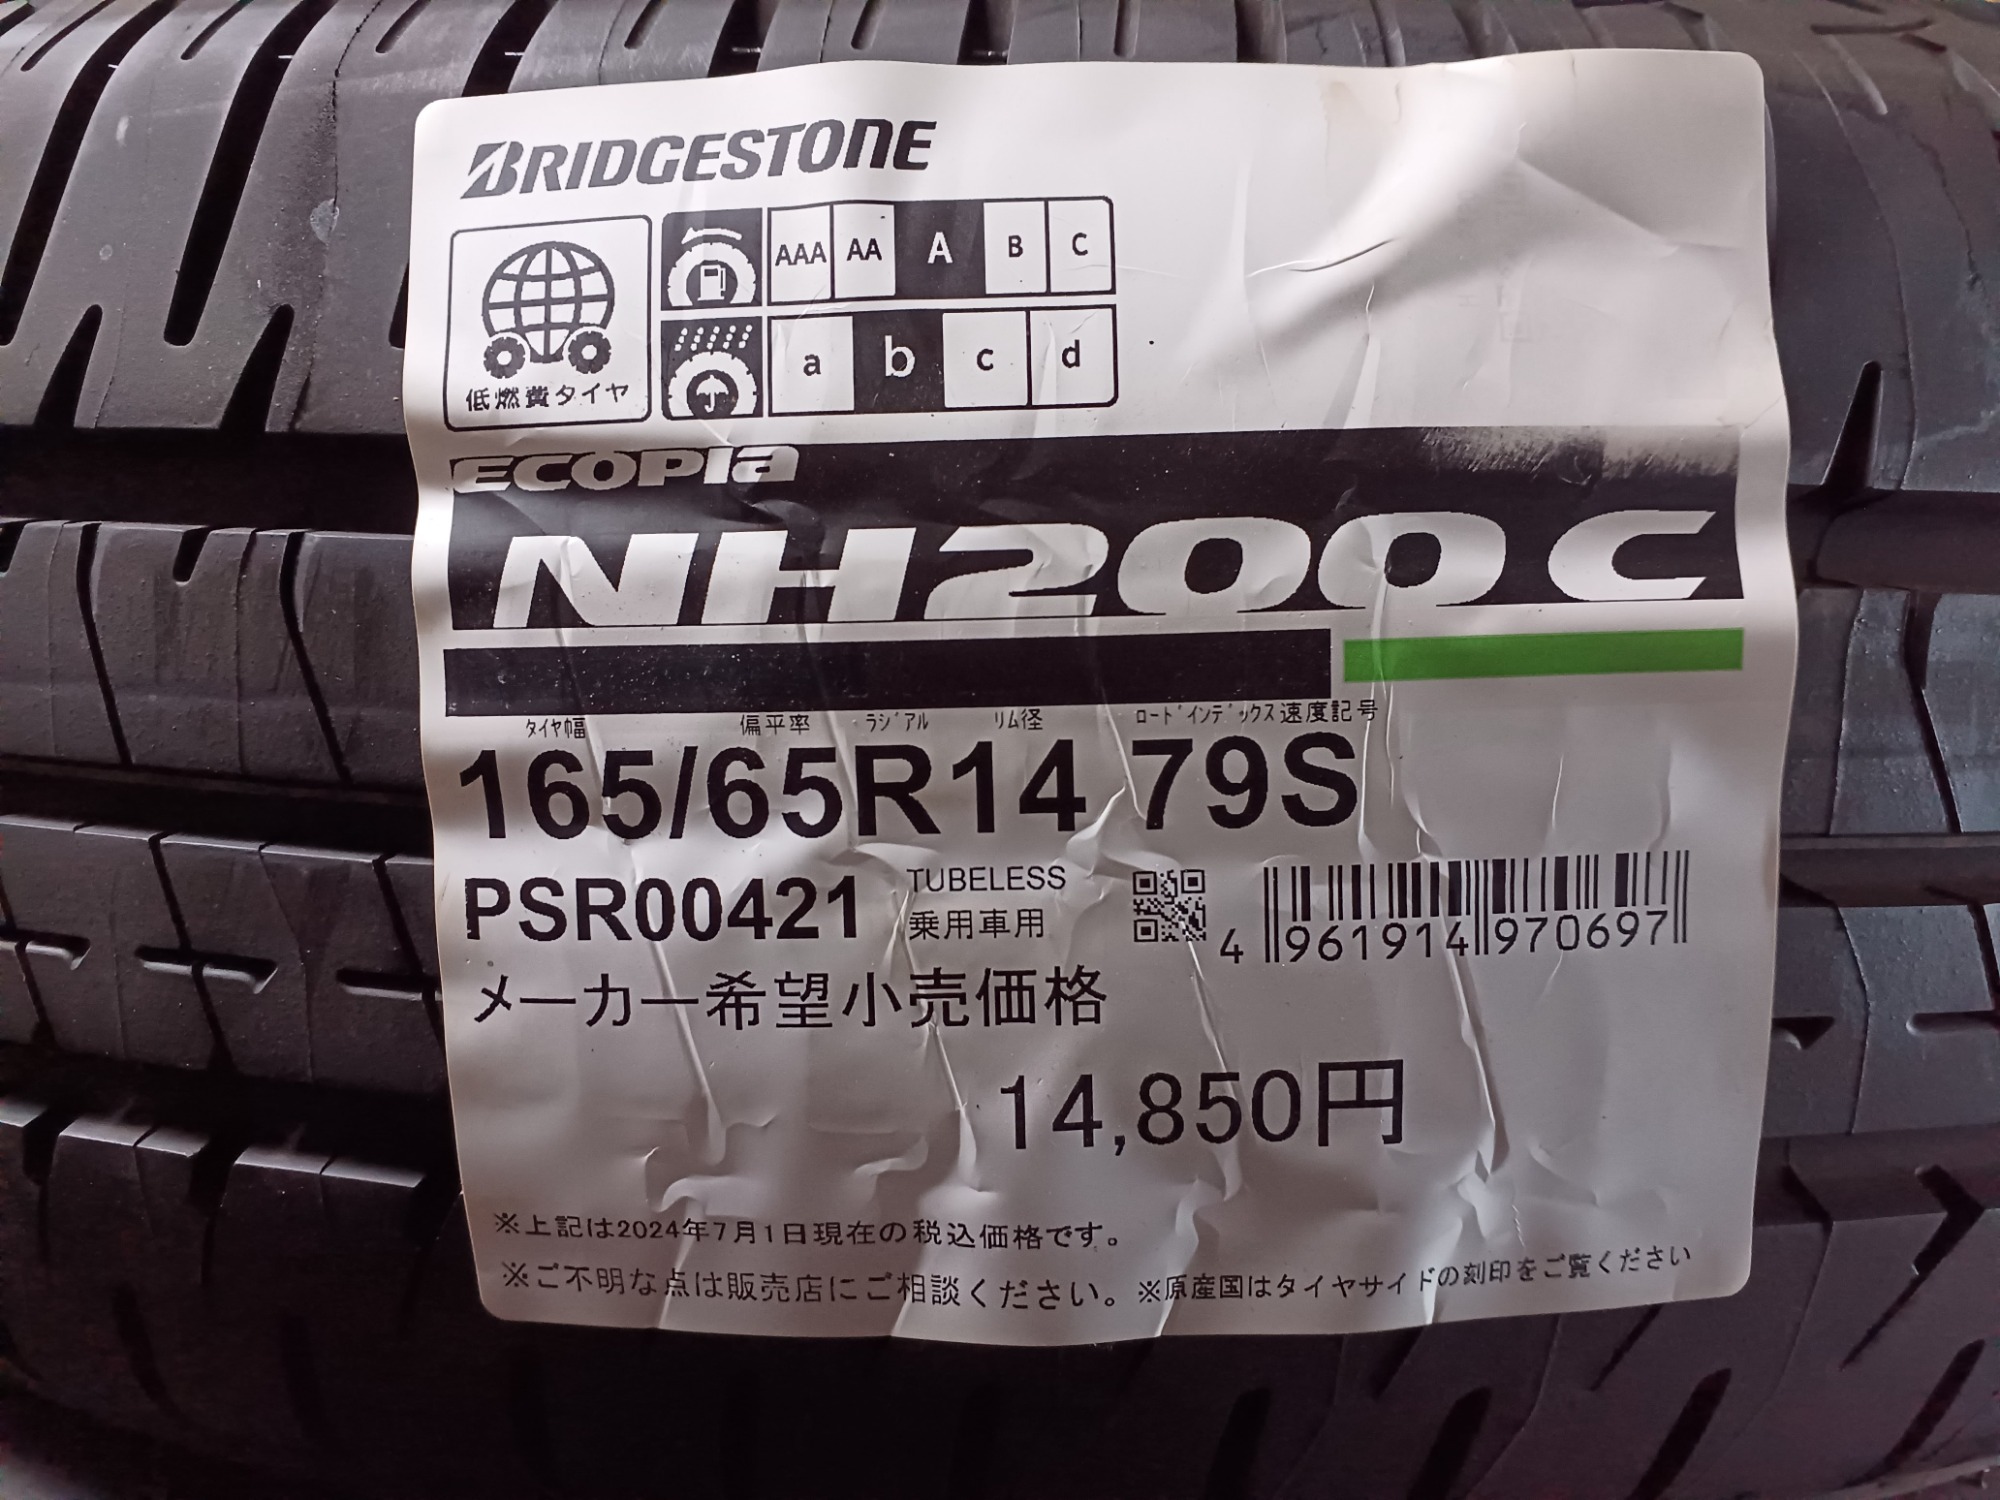 BRIDGESTONE
AAA AA A B C
a b c d
低燃費タイヤ
ECOPIA
NH200 C
タイヤ幅 偏平率 ラジアル リム径 ロードインデックス 速度記号
165/65R14 79S
PSR00421 TUBELESS
乗用車用
4 961914 970697
メーカー希望小売価格
14,850円
※上記は2024年7月1日現在の税込価格です。
※ご不明な点は販売店にご相談ください。※原産国はタイヤサイドの刻印をご覧ください